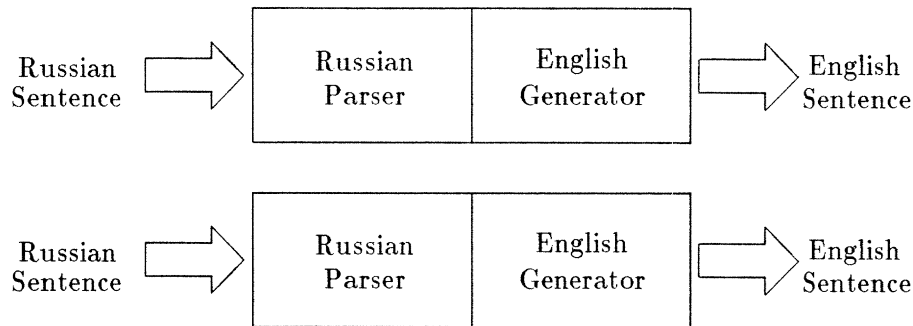 Russian
Sentence
Russian
Parser
English
Generator
English
Sentence
Russian
Sentence
Russian
Parser
English
Generator
English
Sentence